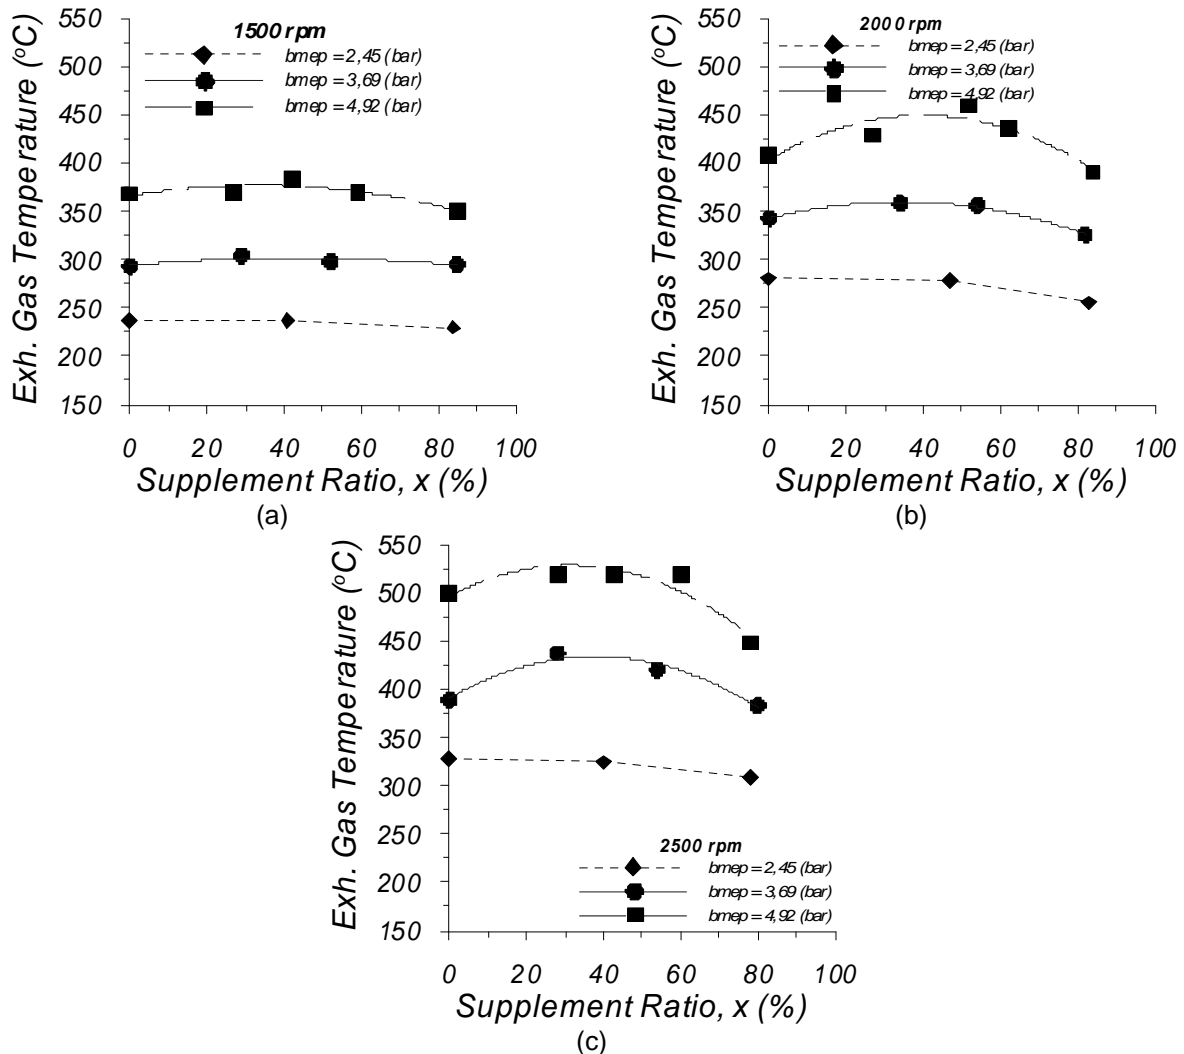 Exh. Gas Temperature (°C)
550
500
450
400
350
300
250
200
150
1500 rpm
bmep = 2,45 (bar)
bmep = 3,69 (bar)
bmep = 4,92 (bar)
0 20 40 60 80 100
Supplement Ratio, x (%)
(a)
Exh. Gas Temperature (°C)
550
500
450
400
350
300
250
200
150
2000 rpm
bmep = 2,45 (bar)
bmep = 3,69 (bar)
bmep = 4,92 (bar)
0 20 40 60 80 100
Supplement Ratio, x (%)
(b)
Exh. Gas Temperature (°C)
550
500
450
400
350
300
250
200
150
2500 rpm
bmep = 2,45 (bar)
bmep = 3,69 (bar)
bmep = 4,92 (bar)
0 20 40 60 80 100
Supplement Ratio, x (%)
(c)